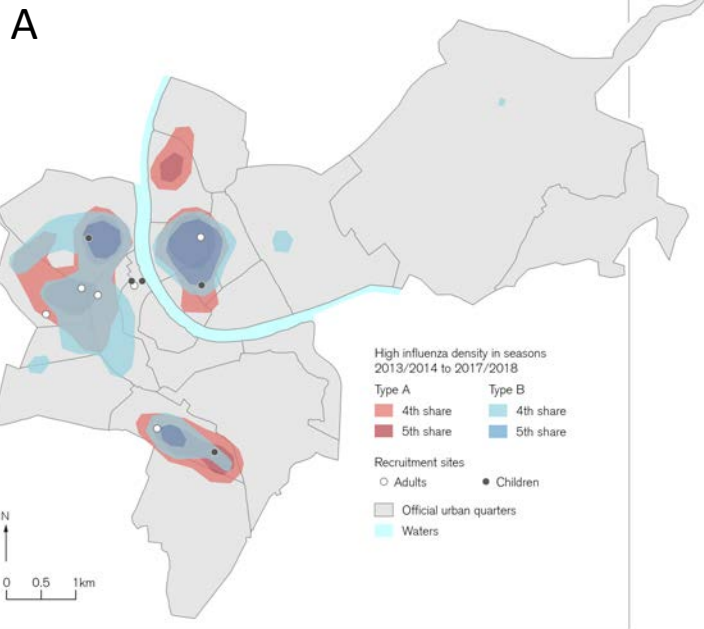 A
High influenza density in seasons
2013/2014 to 2017/2018
Type A Type B
4th share 4th share
5th share 5th share
Recruitment sites
Adults Children
Official urban quarters
Waters
N
0 0.5 1km